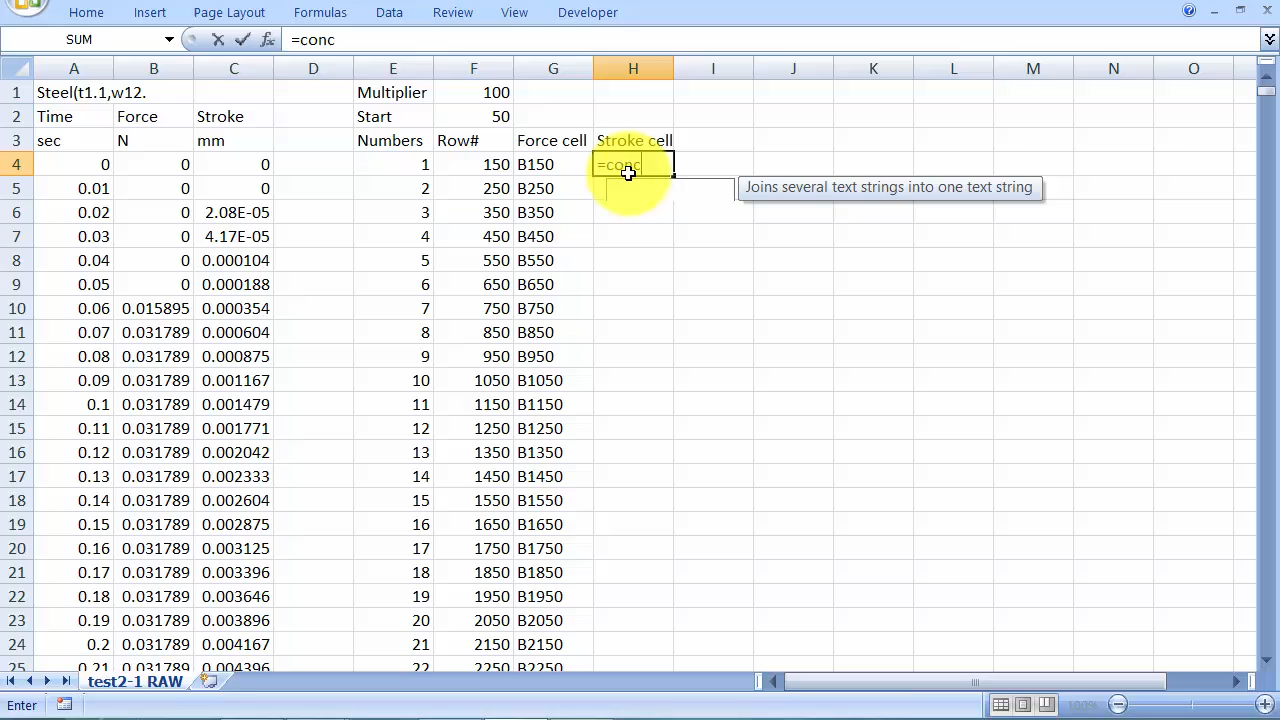 Home Insert Page Layout Formulas Data Review View Developer
SUM =conc
A B C D E F G H I J K L M N O
1 Steel(t1.1,w12. Multiplier 100
2 Time Force Stroke Start 50
3 sec N mm Numbers Row# Force cell Stroke cell
4 0 0 0 1 150 B150 =conc
5 0.01 0 0 2 250 B250 Joins several text strings into one text string
6 0.02 0 2.08E-05 3 350 B350
7 0.03 0 4.17E-05 4 450 B450
8 0.04 0 0.000104 5 550 B550
9 0.05 0 0.000188 6 650 B650
10 0.06 0.015895 0.000354 7 750 B750
11 0.07 0.031789 0.000604 8 850 B850
12 0.08 0.031789 0.000875 9 950 B950
13 0.09 0.031789 0.001167 10 1050 B1050
14 0.1 0.031789 0.001479 11 1150 B1150
15 0.11 0.031789 0.001771 12 1250 B1250
16 0.12 0.031789 0.002042 13 1350 B1350
17 0.13 0.031789 0.002333 14 1450 B1450
18 0.14 0.031789 0.002604 15 1550 B1550
19 0.15 0.031789 0.002875 16 1650 B1650
20 0.16 0.031789 0.003125 17 1750 B1750
21 0.17 0.031789 0.003396 18 1850 B1850
22 0.18 0.031789 0.003646 19 1950 B1950
23 0.19 0.031789 0.003896 20 2050 B2050
24 0.2 0.031789 0.004167 21 2150 B2150
25 0.21 0.031789 0.004396 22 2250 B2250
test2-1 RAW
Enter 100%